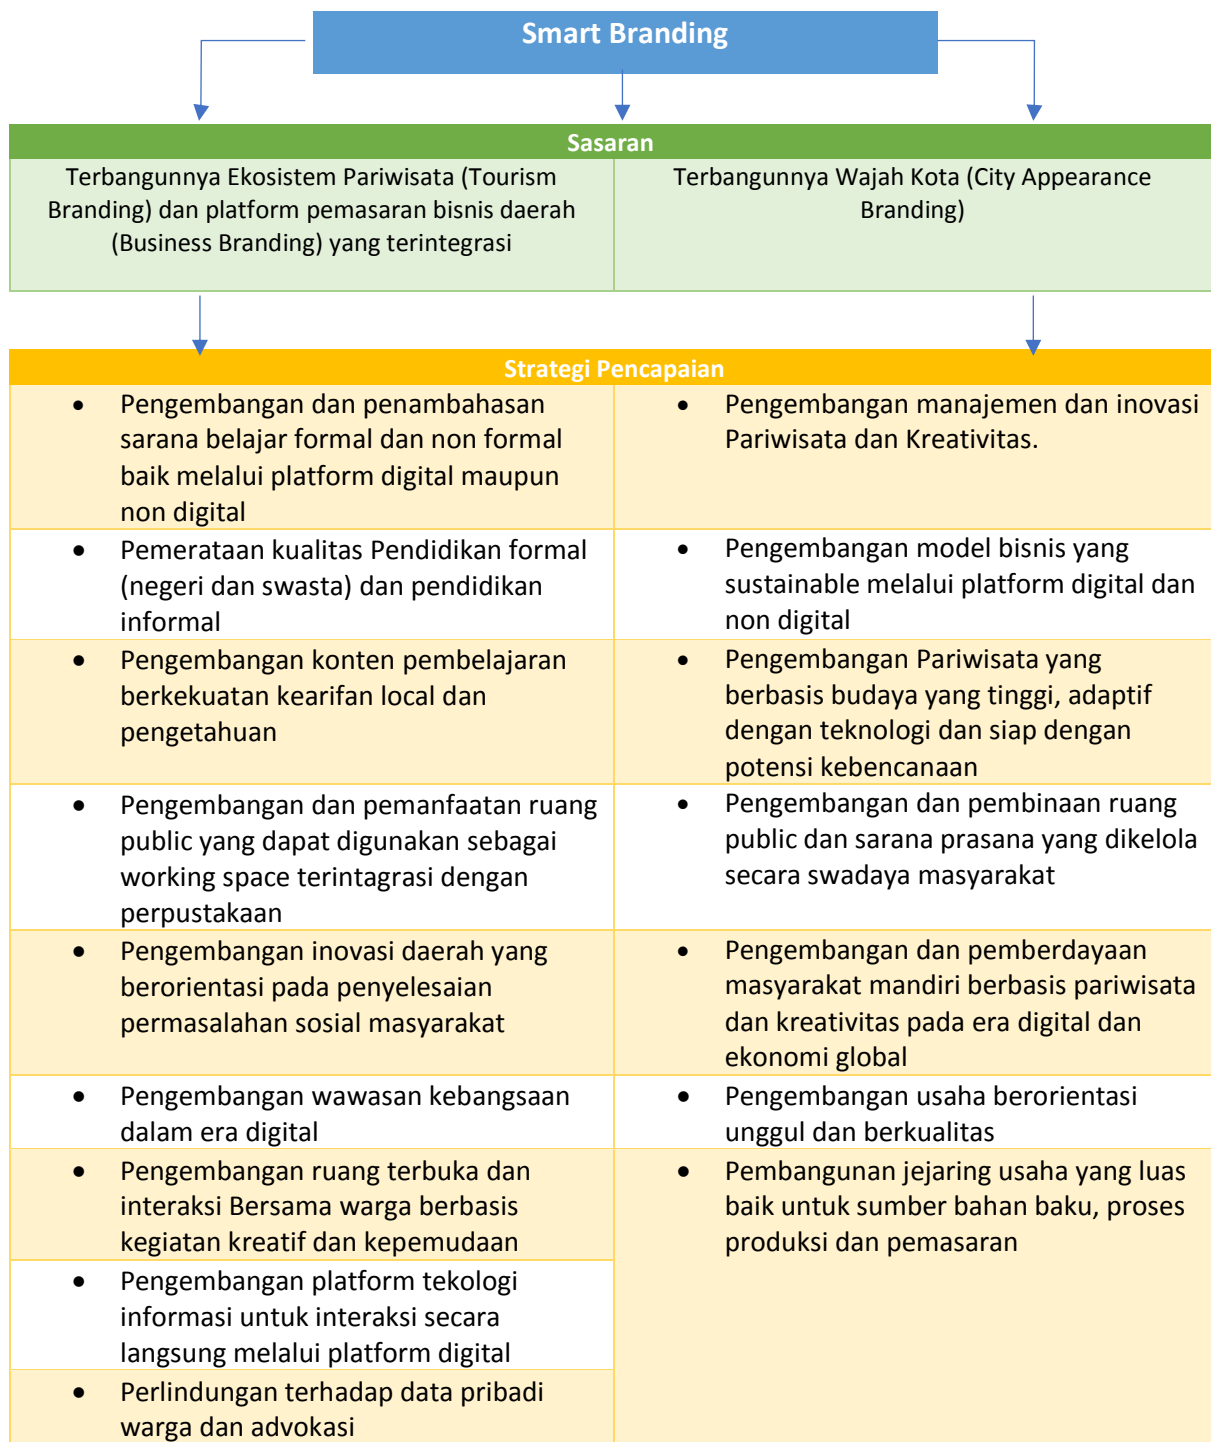 Smart Branding
Sasaran
Terbangunnya Ekosistem Pariwisata (Tourism
Branding) dan platform pemasaran bisnis daerah
(Business Branding) yang terintegrasi
Terbangunnya Wajah Kota (City Appearance
Branding)
Strategi Pencapaian
• Pengembangan dan penambahasan
sarana belajar formal dan non formal
baik melalui platform digital maupun
non digital
• Pengembangan manajemen dan inovasi
Pariwisata dan Kreativitas.
• Pemerataan kualitas Pendidikan formal
(negeri dan swasta) dan pendidikan
informal
• Pengembangan model bisnis yang
sustainable melalui platform digital dan
non digital
• Pengembangan konten pembelajaran
berkekuatan kearifan local dan
pengetahuan
• Pengembangan Pariwisata yang
berbasis budaya yang tinggi, adaptif
dengan teknologi dan siap dengan
potensi kebencanaan
• Pengembangan dan pemanfaatan ruang
public yang dapat digunakan sebagai
working space terintagrasi dengan
perpustakaan
• Pengembangan dan pembinaan ruang
public dan sarana prasana yang dikelola
secara swadaya masyarakat
• Pengembangan inovasi daerah yang
berorientasi pada penyelesaian
permasalahan sosial masyarakat
• Pengembangan dan pemberdayaan
masyarakat mandiri berbasis pariwisata
dan kreativitas pada era digital dan
ekonomi global
• Pengembangan wawasan kebangsaan
dalam era digital
• Pengembangan usaha berorientasi
unggul dan berkualitas
• Pengembangan ruang terbuka dan
interaksi Bersama warga berbasis
kegiatan kreatif dan kepemudaan
• Pembangunan jejaring usaha yang luas
baik untuk sumber bahan baku, proses
produksi dan pemasaran
• Pengembangan platform tekologi
informasi untuk interaksi secara
langsung melalui platform digital
• Perlindungan terhadap data pribadi
warga dan advokasi